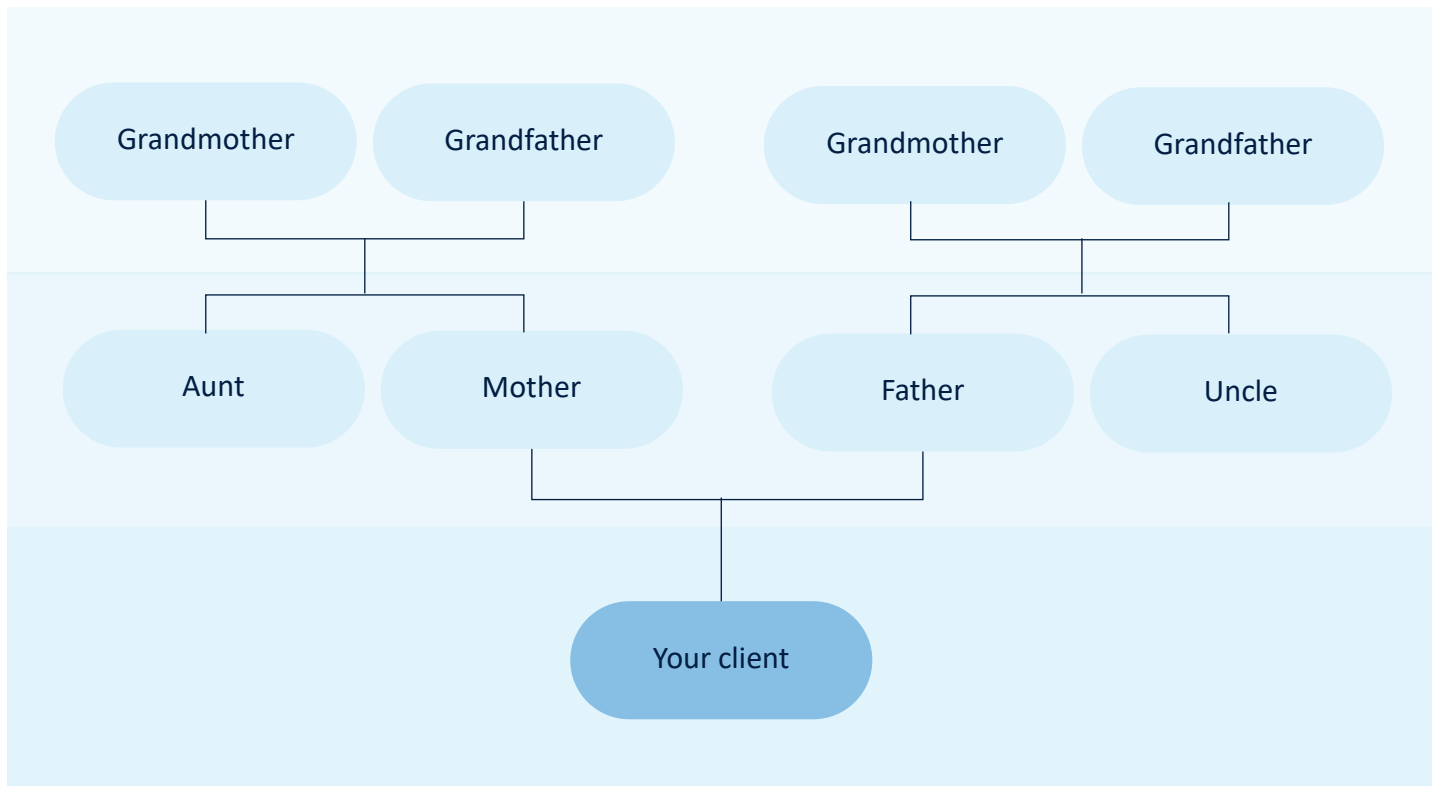 Grandmother
Grandfather
Grandmother
Grandfather
Aunt
Mother
Father
Uncle
Your client